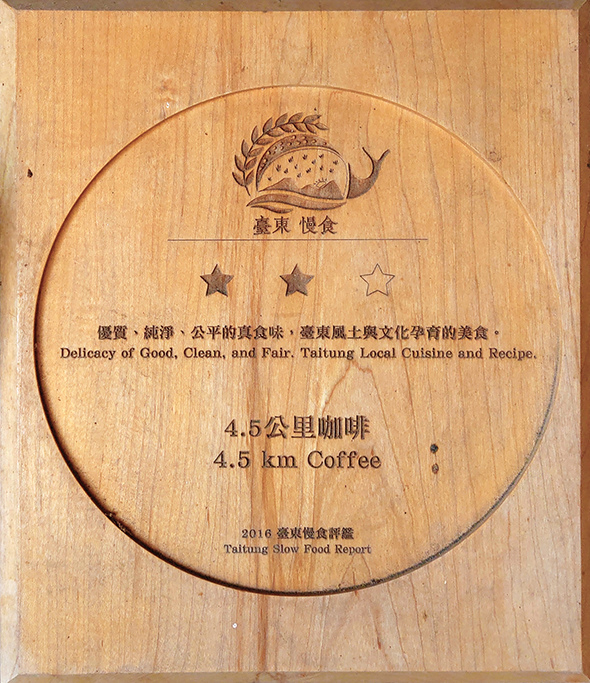 臺東 慢食
優質、純淨、公平的真食味，臺東風土與文化孕育的美食。
Delicacy of Good, Clean, and Fair. Taitung Local Cuisine and Recipe.
4.5公里咖啡
4.5 km Coffee
2016 臺東慢食評鑑
Taitung Slow Food Report